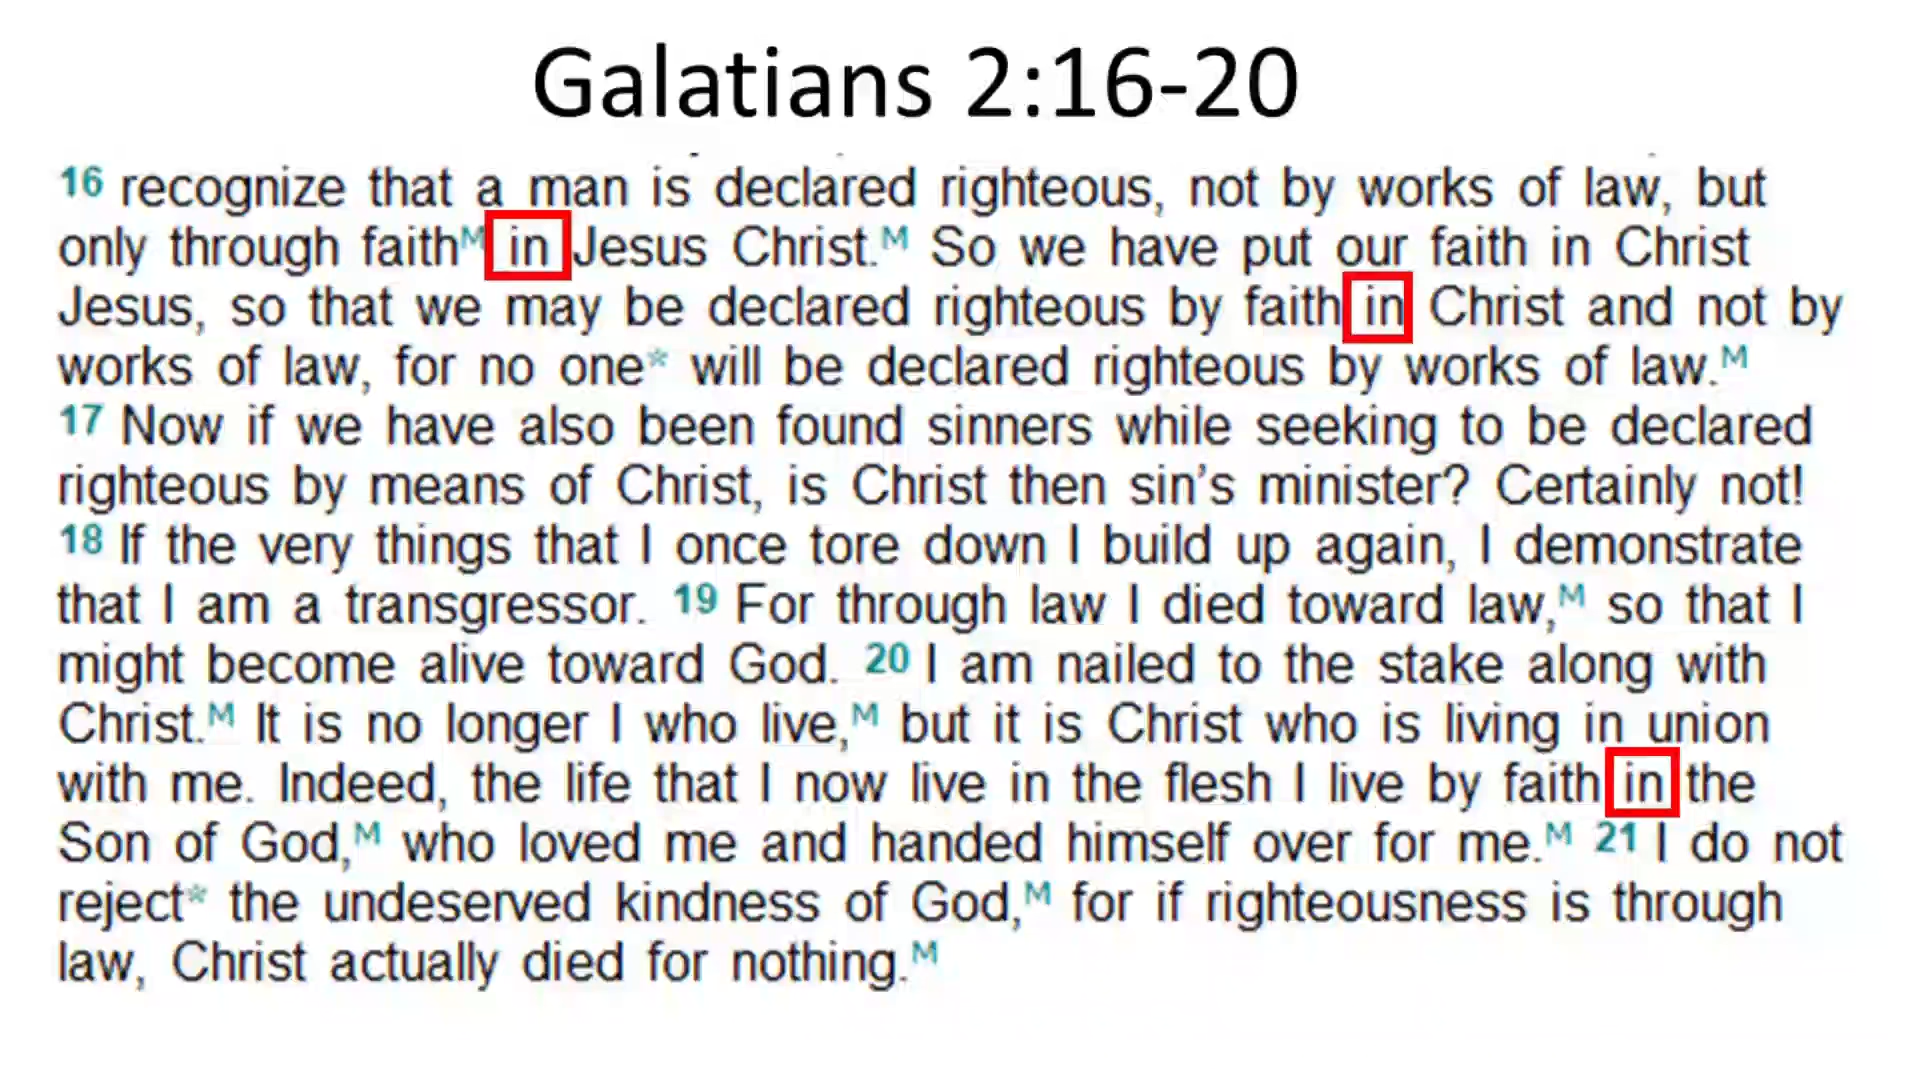 Galatians 2:16-20
16 recognize that a man is declared righteous, not by works of law, but
only through faithM in Jesus Christ.M So we have put our faith in Christ
Jesus, so that we may be declared righteous by faith in Christ and not by
works of law, for no one* will be declared righteous by works of law.M
17 Now if we have also been found sinners while seeking to be declared
righteous by means of Christ, is Christ then sin's minister? Certainly not!
18 If the very things that I once tore down I build up again, I demonstrate
that I am a transgressor. 19 For through law I died toward law,M so that I
might become alive toward God. 20 I am nailed to the stake along with
Christ.M It is no longer I who live,M but it is Christ who is living in union
with me. Indeed, the life that I now live in the flesh I live by faith in the
Son of God,M who loved me and handed himself over for me.M 21 I do not
reject* the undeserved kindness of God,M for if righteousness is through
law, Christ actually died for nothing.M